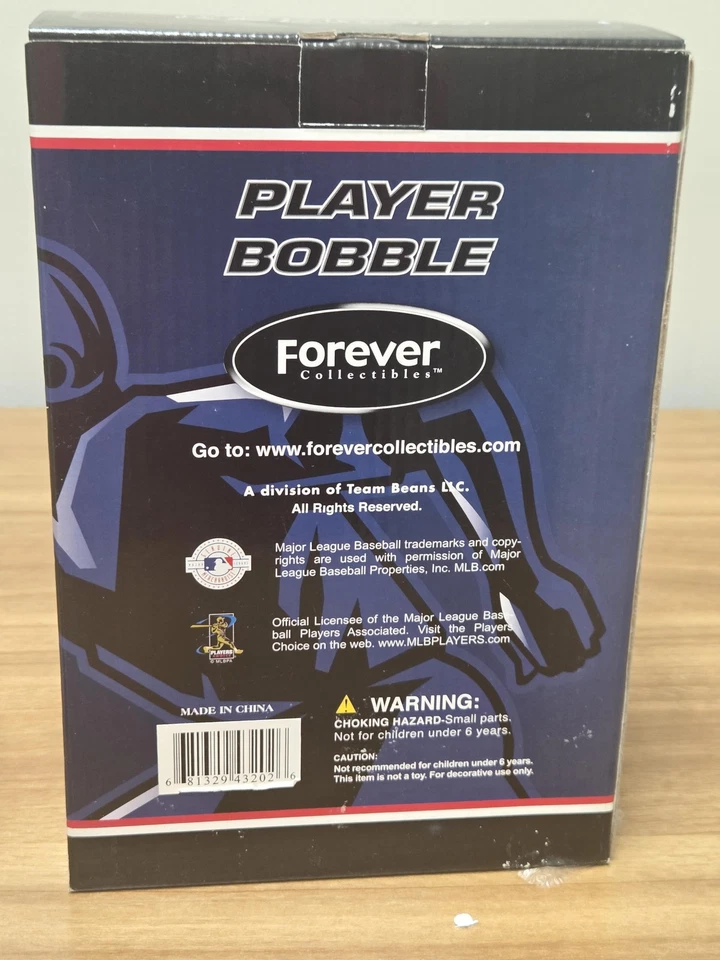 PLAYER
BOBBLE
Forever
Collectibles™
Go to: www.forevercollectibles.com
A division of Team Beans LLC.
All Rights Reserved.
Major League Baseball trademarks and copy-
rights are used with permission of Major
League Baseball Properties, Inc. MLB.com
Official Licensee of the Major League Base-
ball Players Associated. Visit the Players
Choice on the web. www.MLBPLAYERS.com
PLAYERS
© MLBPA
MADE IN CHINA
6 81329 43202 6
WARNING:
CHOKING HAZARD-Small parts.
Not for children under 6 years.
CAUTION:
Not recommended for children under 6 years.
This item is not a toy. For decorative use only.